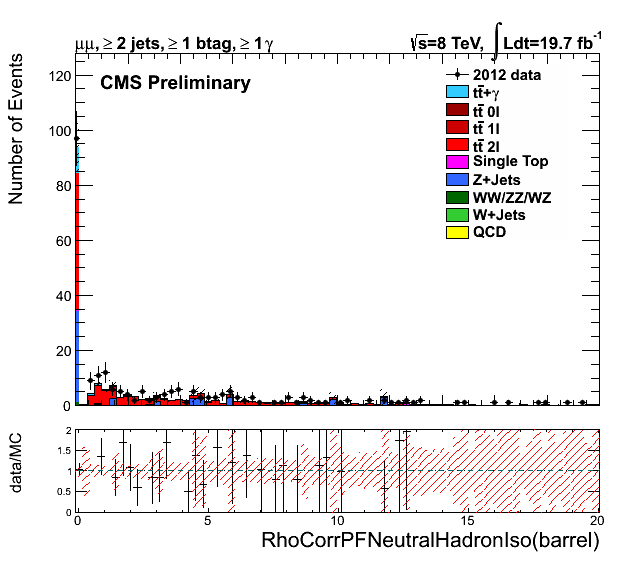 μμ, ≥ 2 jets, ≥ 1 btag, ≥ 1 γ
√s=8 TeV, ∫ Ldt=19.7 fb⁻¹
CMS Preliminary
2012 data
tt̄+γ
tt̄ 0l
tt̄ 1l
tt̄ 2l
Single Top
Z+Jets
WW/ZZ/WZ
W+Jets
QCD
Number of Events
120
100
80
60
40
20
0
data/MC
2
1.5
1
0.5
0
0 5 10 15 20
RhoCorrPFNeutralHadronIso(barrel)